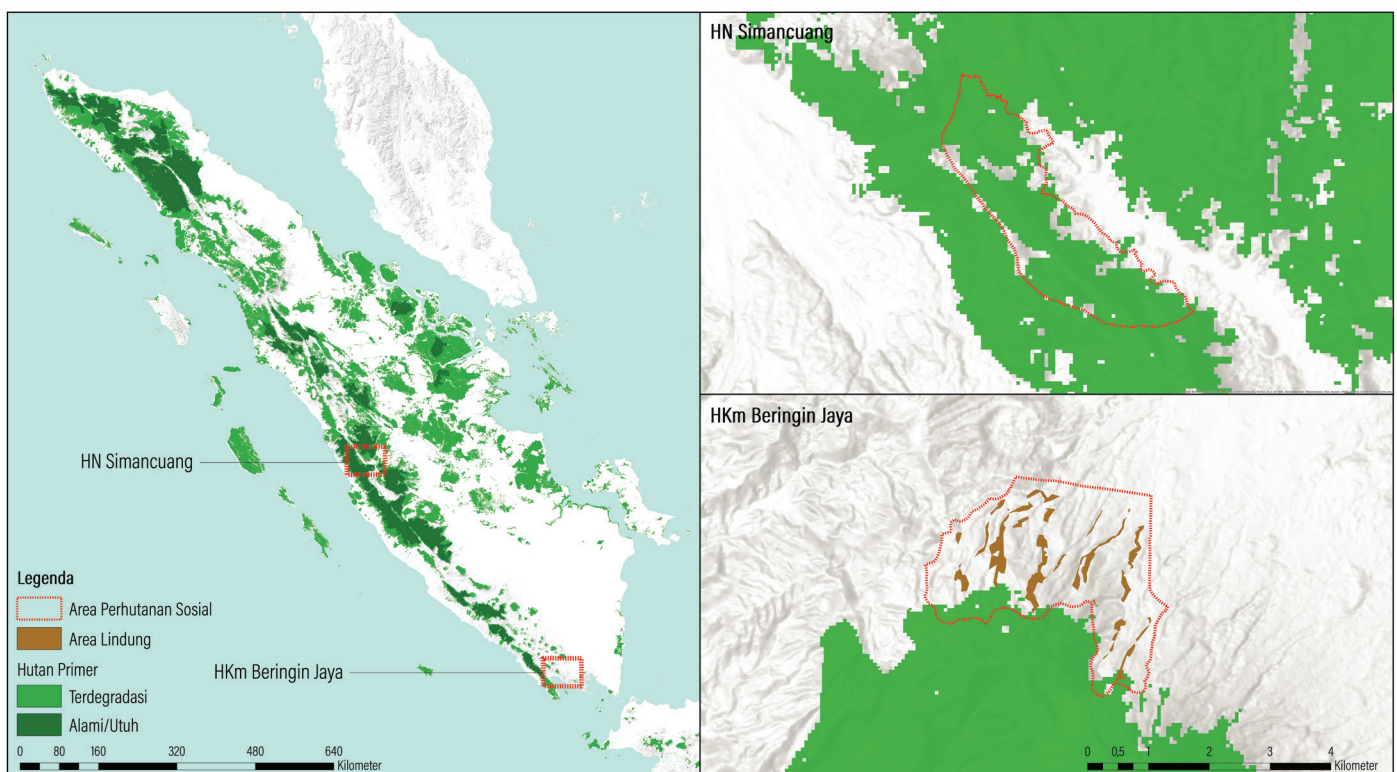 HN Simancuang
HKm Beringin Jaya
Legenda
Area Perhutanan Sosial
Area Lindung
Hutan Primer
Terdegradasi
Alami/Utuh
0 80 160 320 480 640
Kilometer
HN Simancuang
HKm Beringin Jaya
0 0,5 1 2 3 4
Kilometer